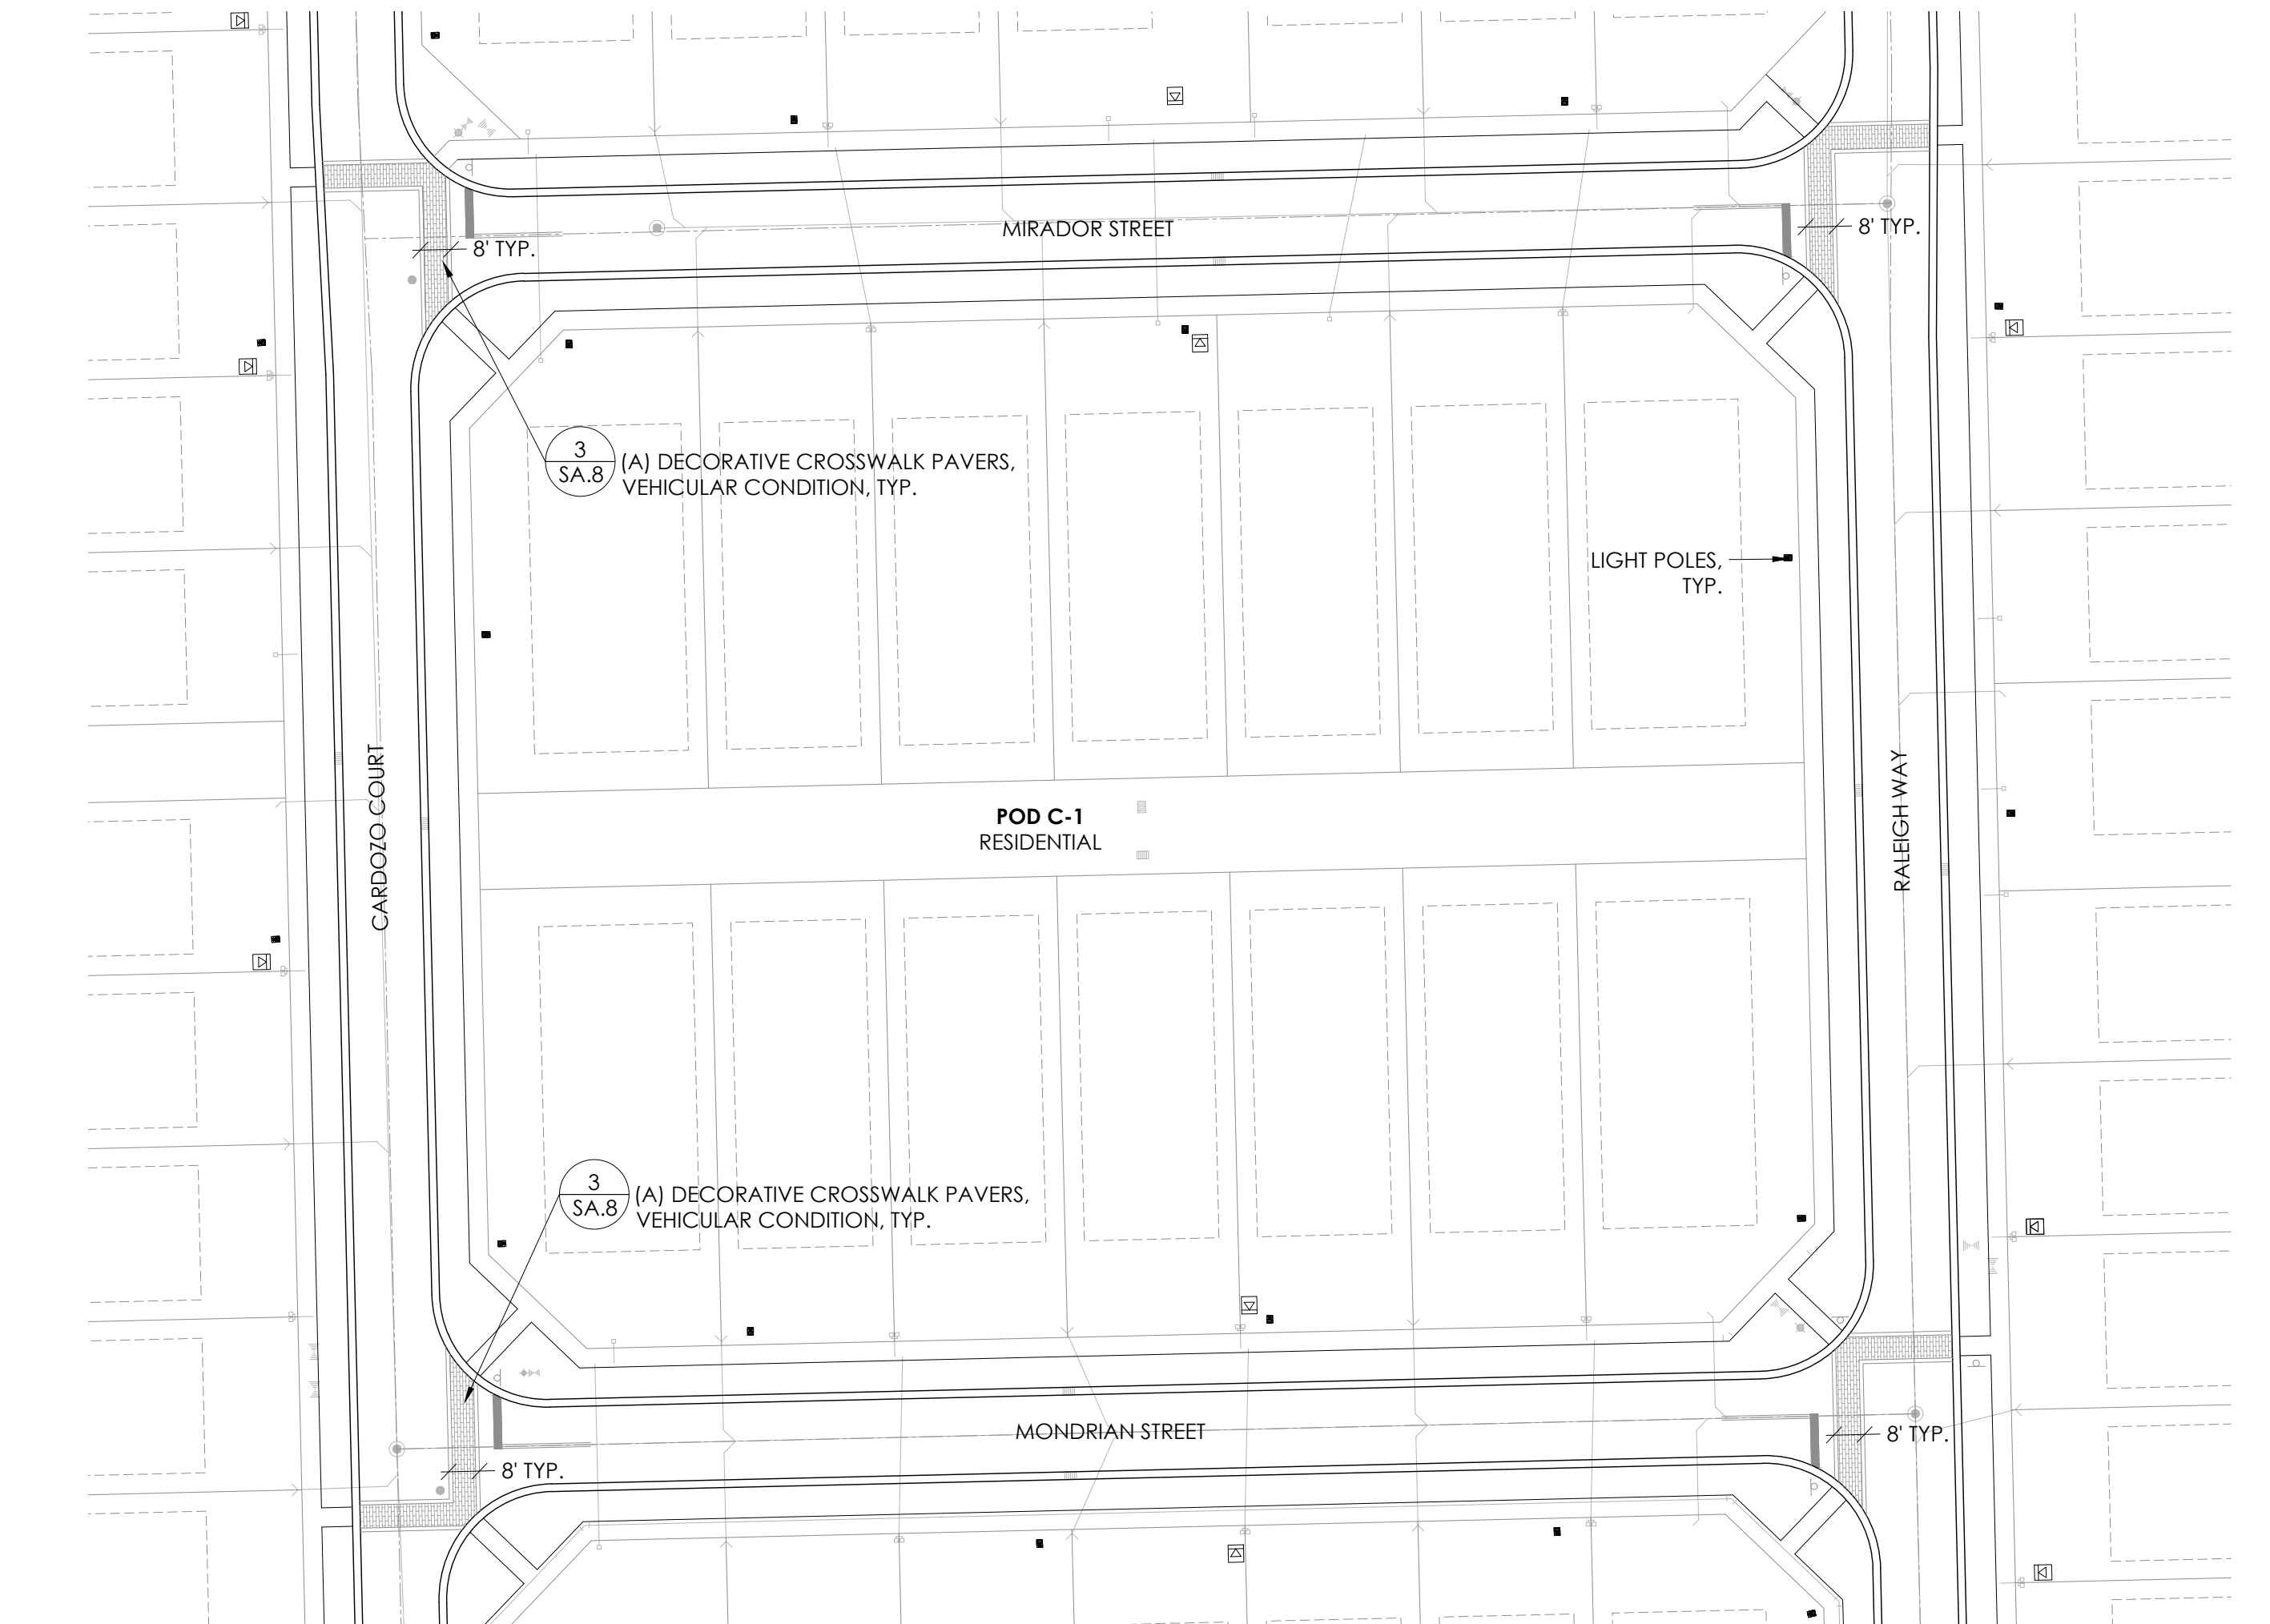 MIRADOR STREET
8' TYP.
8' TYP.
3
SA.8
(A) DECORATIVE CROSSWALK PAVERS,
VEHICULAR CONDITION, TYP.
LIGHT POLES,
TYP.
CARDOZO COURT
RALEIGH WAY
POD C-1
RESIDENTIAL
3
SA.8
(A) DECORATIVE CROSSWALK PAVERS,
VEHICULAR CONDITION, TYP.
MONDRIAN STREET
8' TYP.
8' TYP.